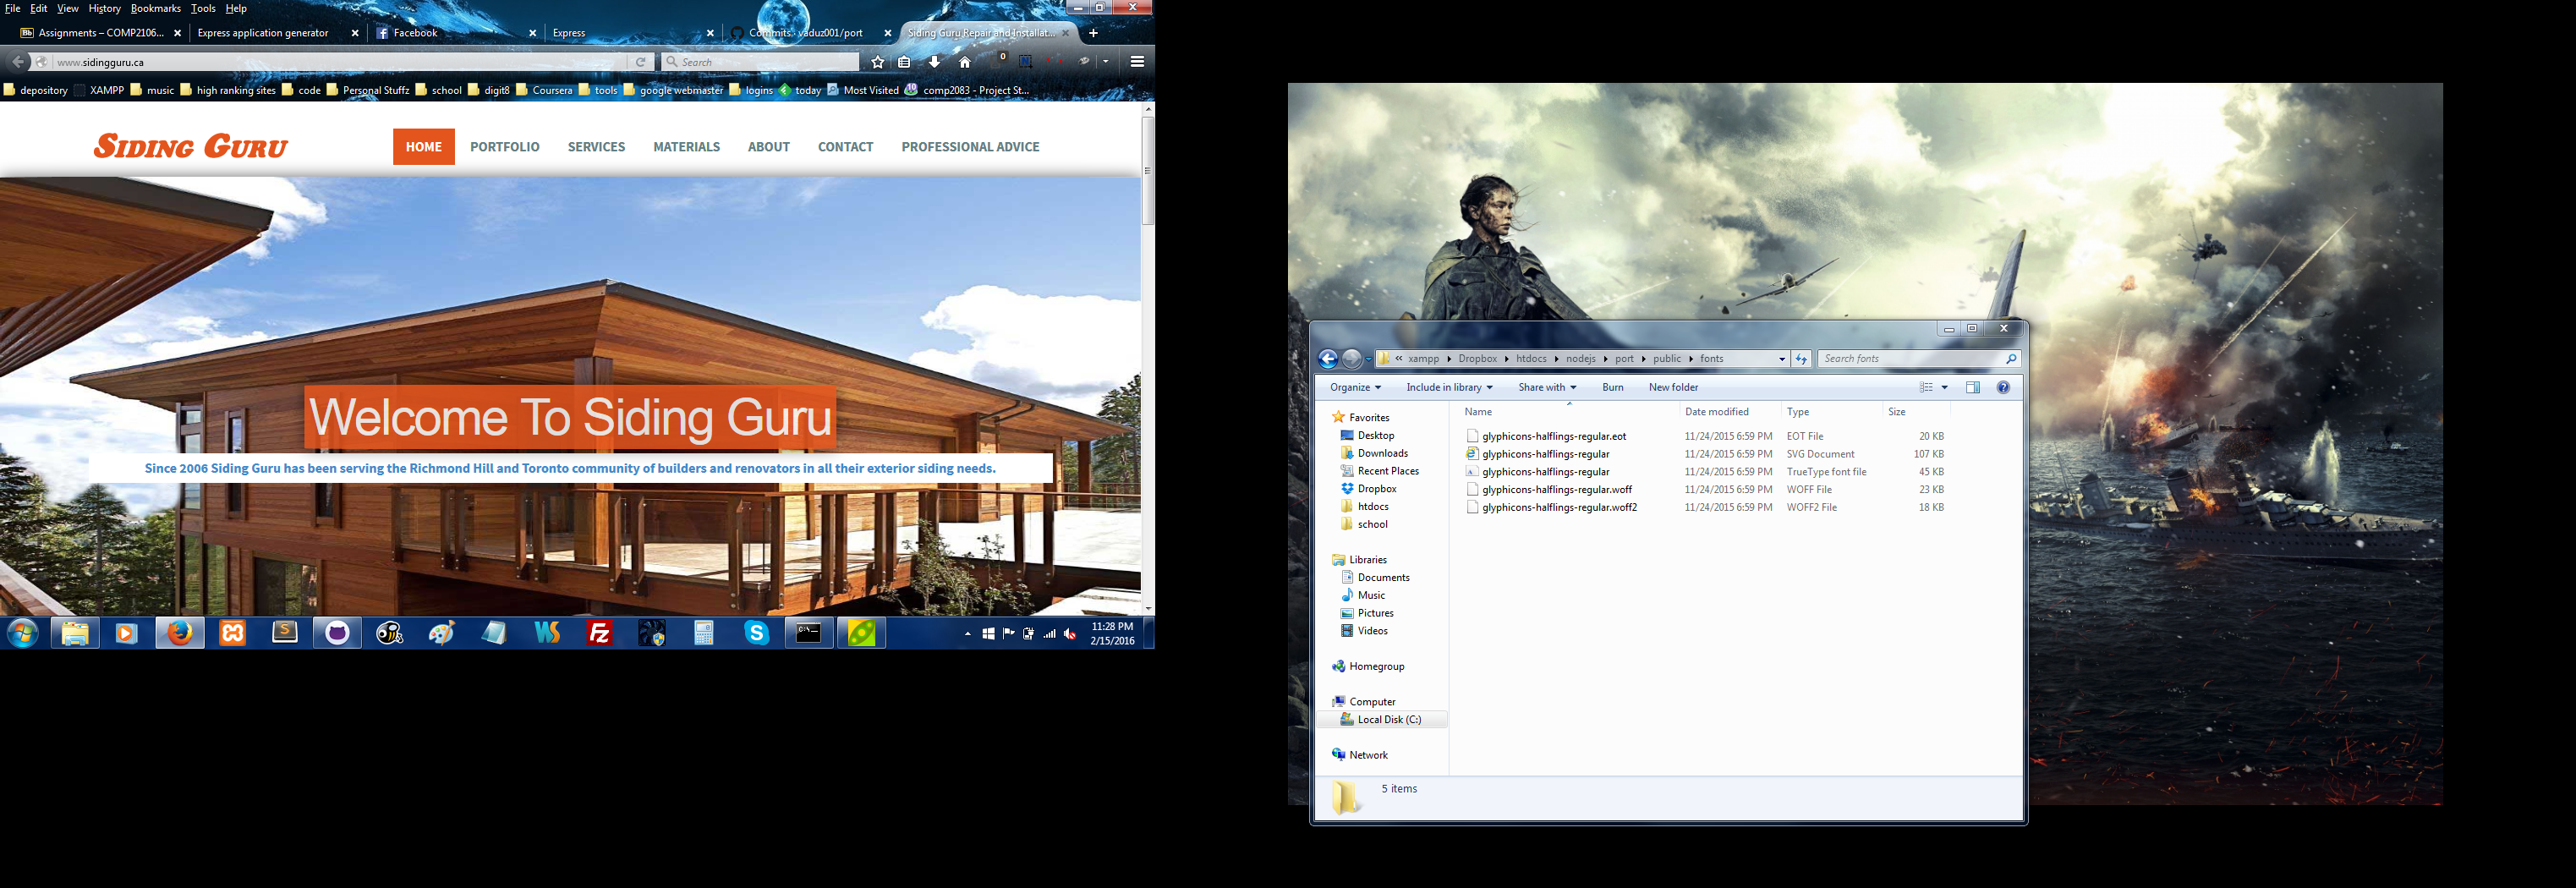 File Edit View History Bookmarks Tools Help
Assignments – COMP2106... Express application generator Facebook Express Commits · vaduz001/port Siding Guru Repair and Installat...
www.sidingguru.ca Search 0
depository XAMPP music high ranking sites code Personal Stuffz school digit8 Coursera tools google webmaster logins today Most Visited comp2083 - Project St...
SIDING GURU HOME PORTFOLIO SERVICES MATERIALS ABOUT CONTACT PROFESSIONAL ADVICE
Welcome To Siding Guru
Since 2006 Siding Guru has been serving the Richmond Hill and Toronto community of builders and renovators in all their exterior siding needs.
11:28 PM
2/15/2016
« xampp Dropbox htdocs nodejs port public fonts Search fonts
Organize Include in library Share with Burn New folder
Favorites
Desktop
Downloads
Recent Places
Dropbox
htdocs
school
Libraries
Documents
Music
Pictures
Videos
Homegroup
Computer
Local Disk (C:)
Network
Name Date modified Type Size
glyphicons-halflings-regular.eot 11/24/2015 6:59 PM EOT File 20 KB
glyphicons-halflings-regular 11/24/2015 6:59 PM SVG Document 107 KB
glyphicons-halflings-regular 11/24/2015 6:59 PM TrueType font file 45 KB
glyphicons-halflings-regular.woff 11/24/2015 6:59 PM WOFF File 23 KB
glyphicons-halflings-regular.woff2 11/24/2015 6:59 PM WOFF2 File 18 KB
5 items